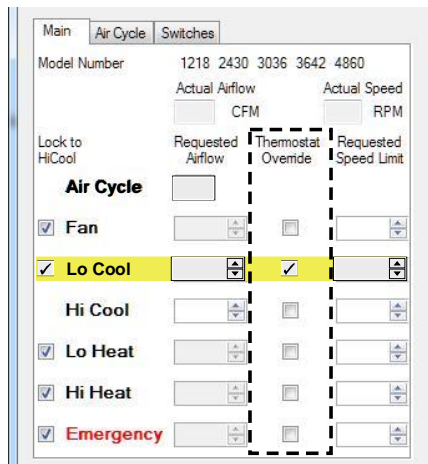 Main Air Cycle Switches
Model Number 1218 2430 3036 3642 4860
Actual Airflow Actual Speed
CFM RPM
Lock to Requested Thermostat Requested
HiCool Airflow Override Speed Limit
Air Cycle
Fan
Lo Cool
Hi Cool
Lo Heat
Hi Heat
Emergency